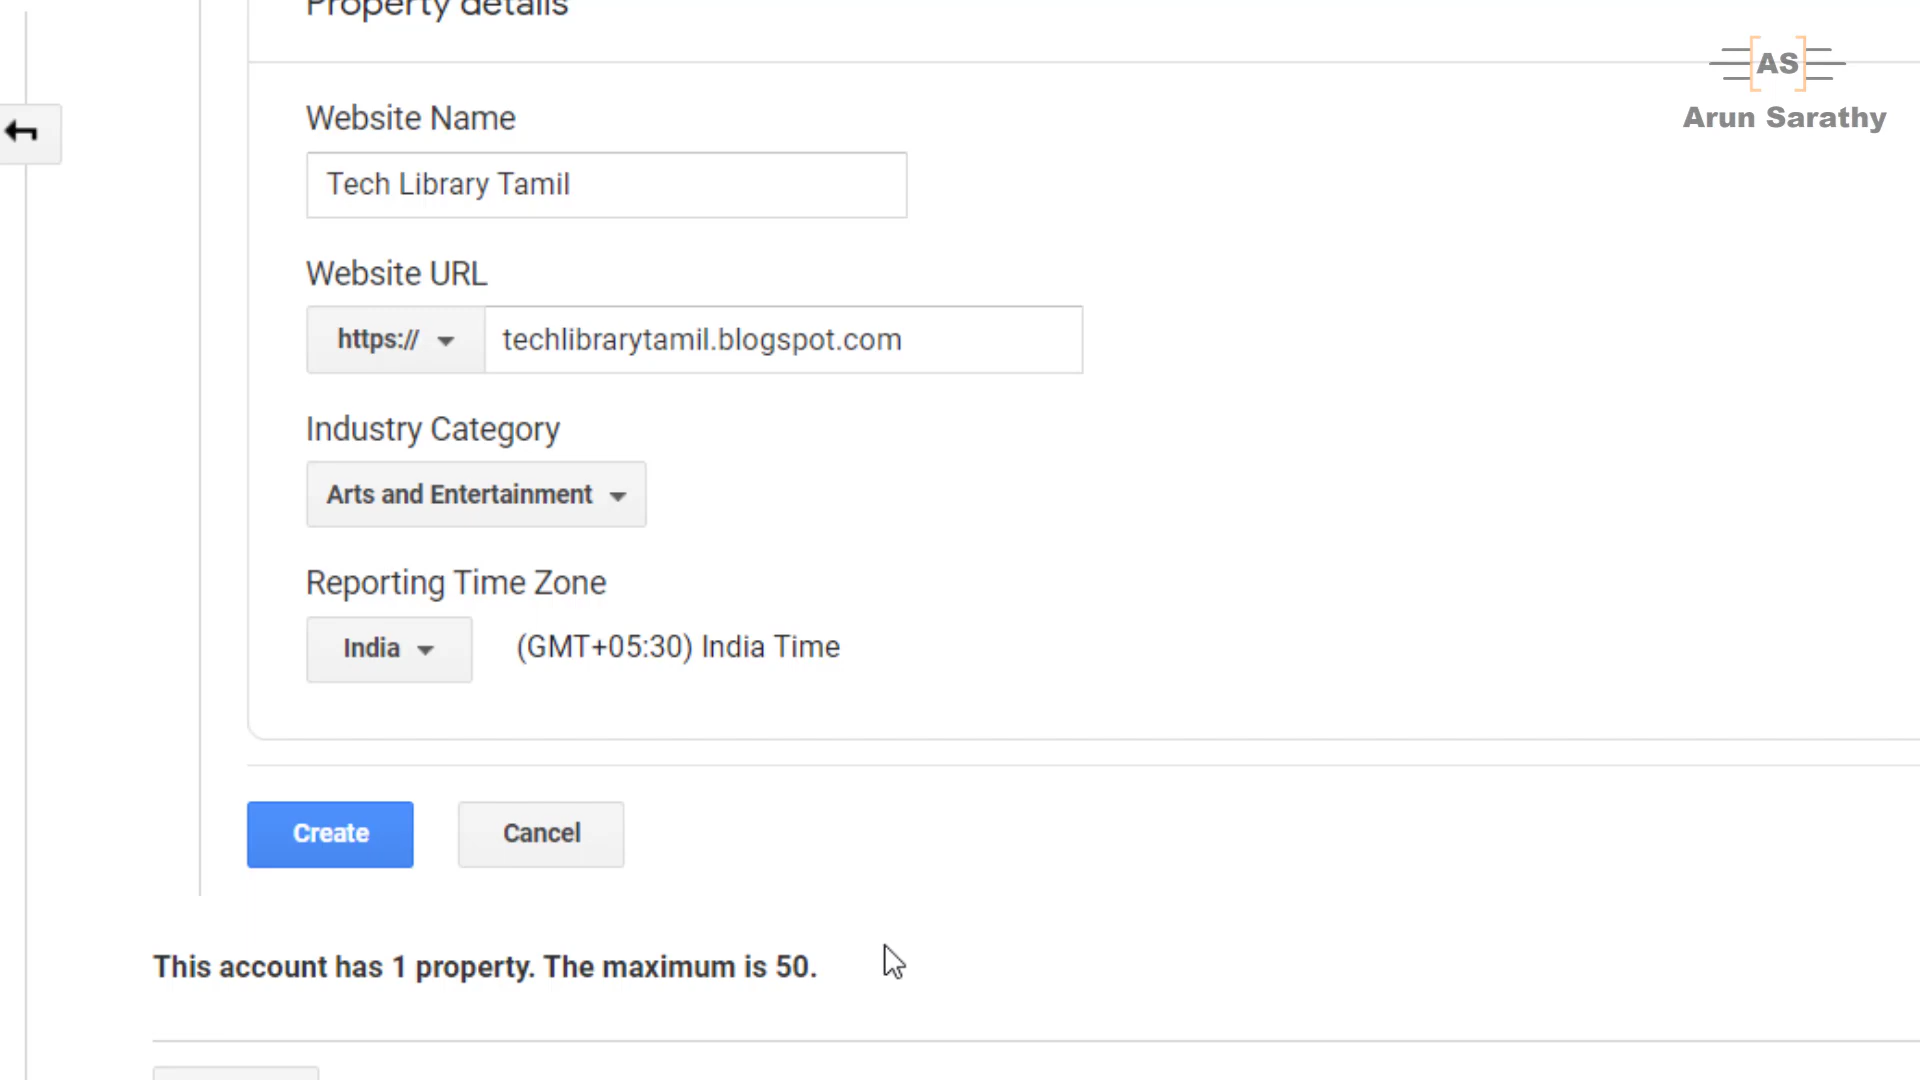 Property details
[AS]
Arun Sarathy
Website Name
Tech Library Tamil
Website URL
https://
techlibrarytamil.blogspot.com
Industry Category
Arts and Entertainment
Reporting Time Zone
India
(GMT+05:30) India Time
Create
Cancel
This account has 1 property. The maximum is 50.